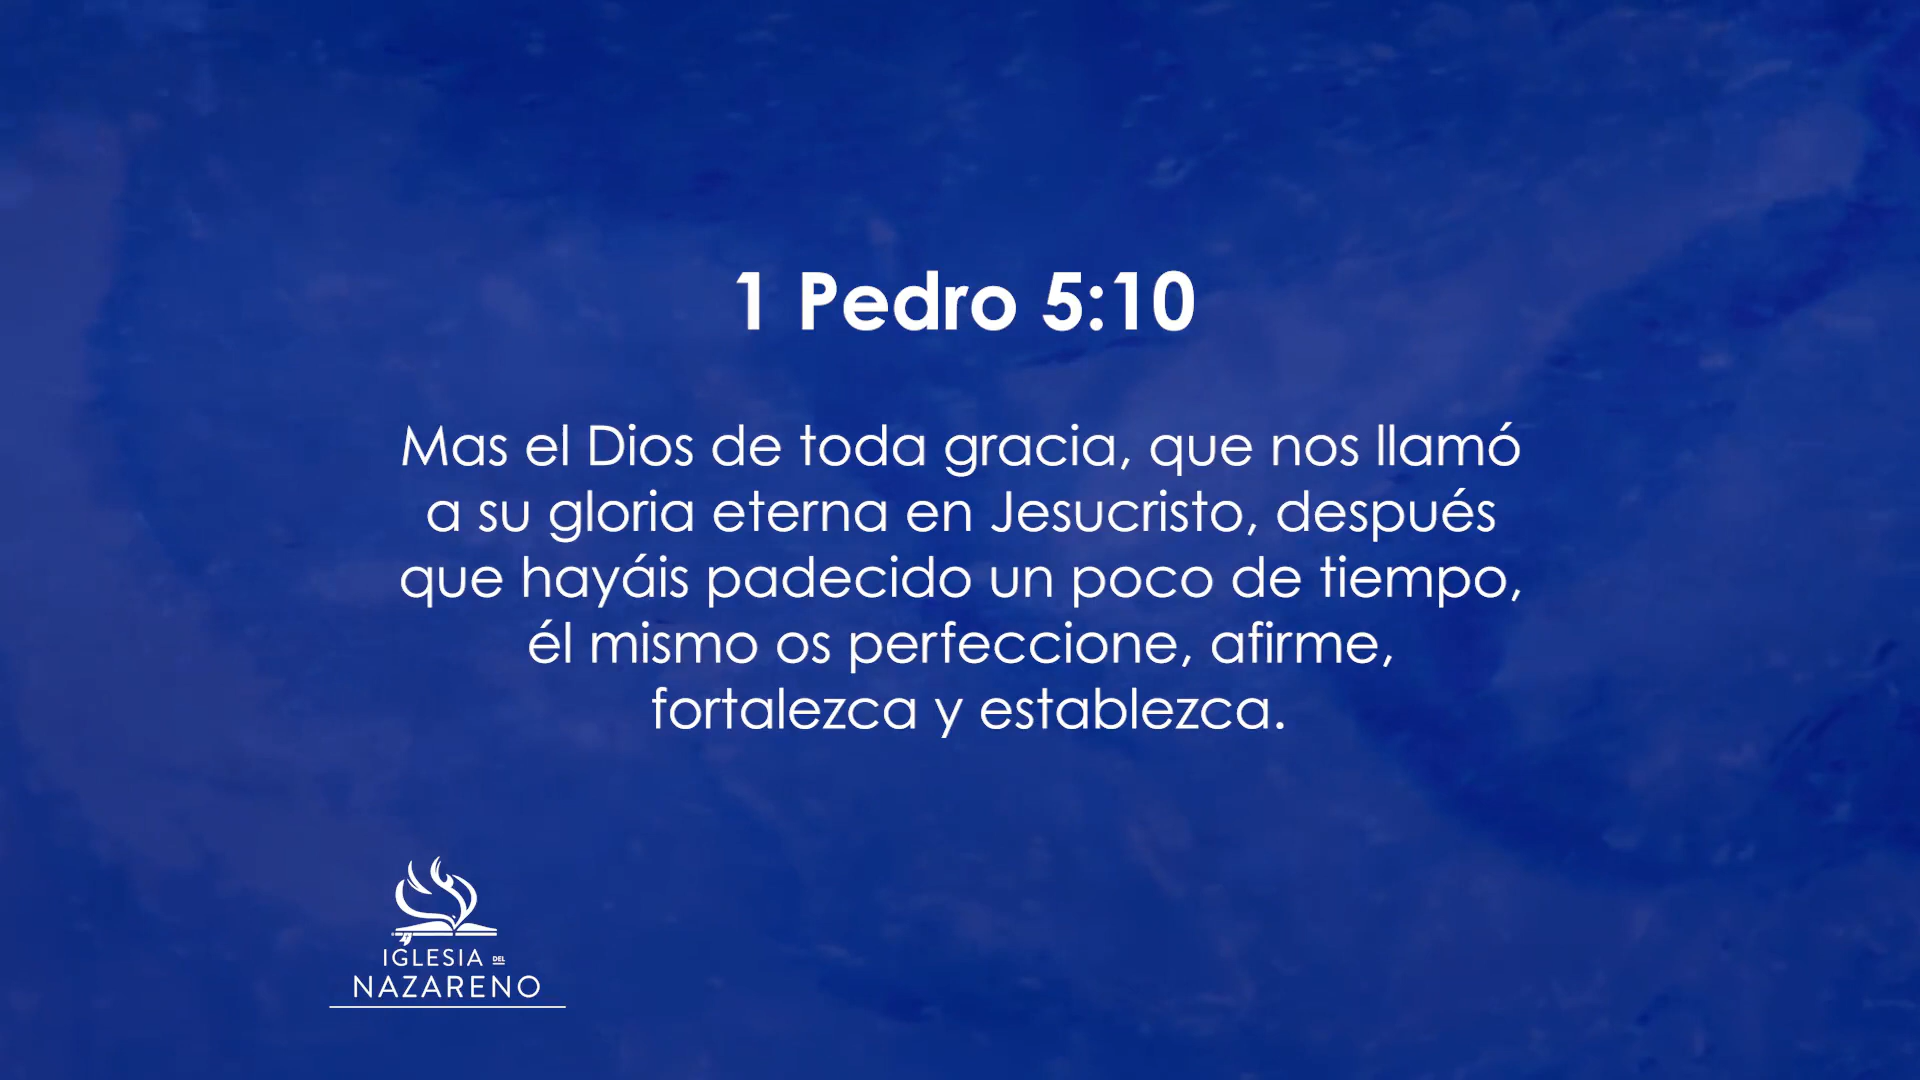 1 Pedro 5:10
Mas el Dios de toda gracia, que nos llamó
a su gloria eterna en Jesucristo, después
que hayáis padecido un poco de tiempo,
él mismo os perfeccione, afirme,
fortalezca y establezca.
IGLESIA DEL
NAZARENO